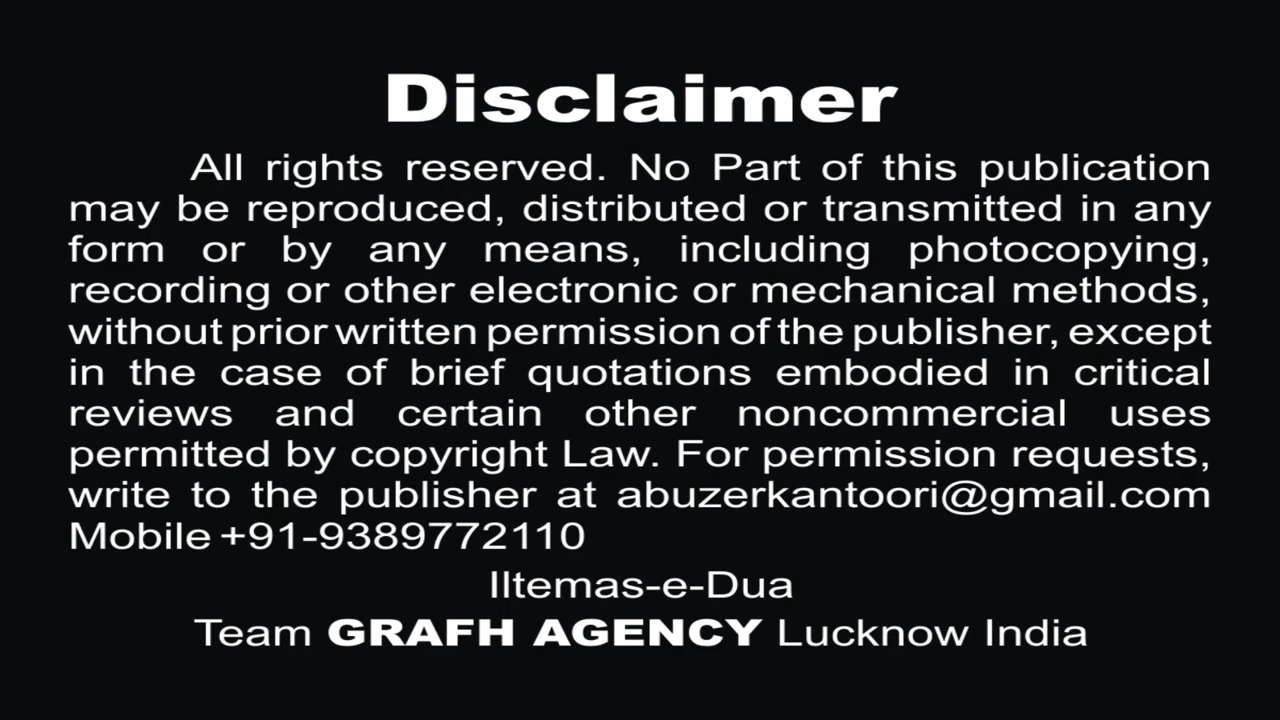 Disclaimer
All rights reserved. No Part of this publication
may be reproduced, distributed or transmitted in any
form or by any means, including photocopying,
recording or other electronic or mechanical methods,
without prior written permission of the publisher, except
in the case of brief quotations embodied in critical
reviews and certain other noncommercial uses
permitted by copyright Law. For permission requests,
write to the publisher at abuzerkantoori@gmail.com
Mobile +91-9389772110
Iltemas-e-Dua
Team GRAFH AGENCY Lucknow India